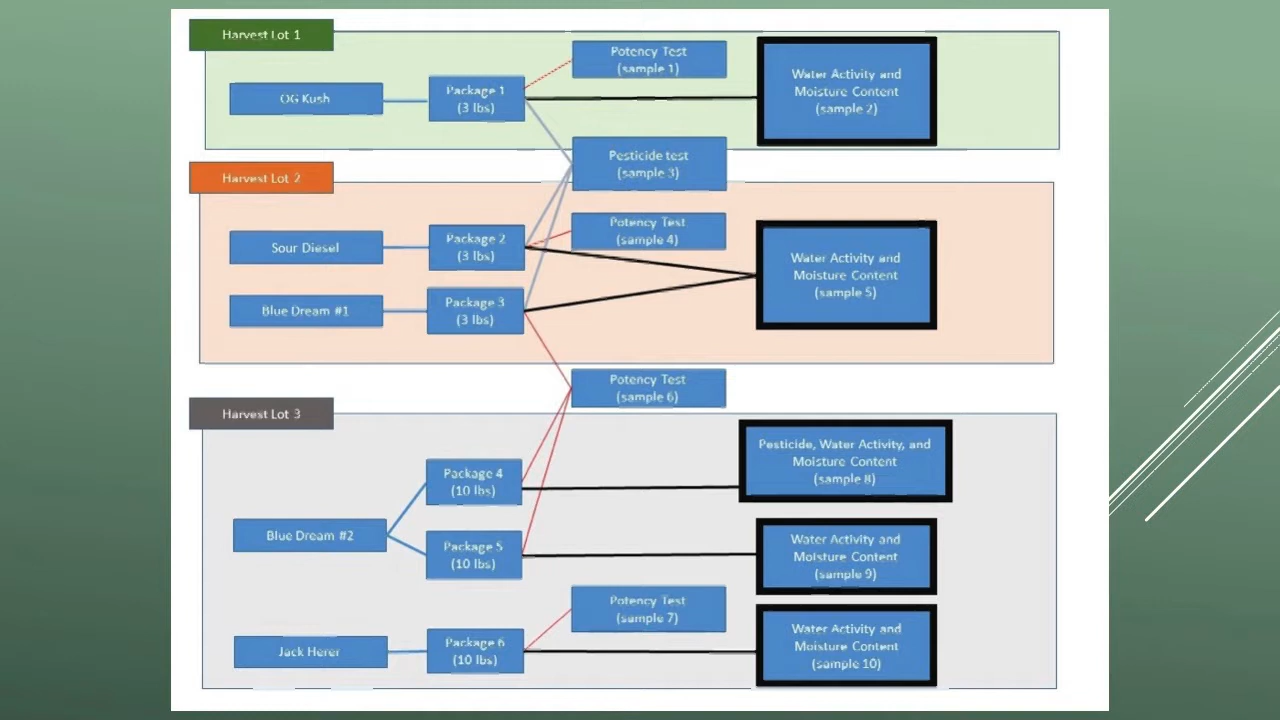 Harvest Lot 1
OG Kush
Package 1
(3 lbs)
Potency Test
(sample 1)
Water Activity and
Moisture Content
(sample 2)
Pesticide test
(sample 3)
Harvest Lot 2
Sour Diesel
Package 2
(3 lbs)
Potency Test
(sample 4)
Blue Dream #1
Package 3
(3 lbs)
Water Activity and
Moisture Content
(sample 5)
Potency Test
(sample 6)
Harvest Lot 3
Blue Dream #2
Package 4
(10 lbs)
Pesticide, Water Activity, and
Moisture Content
(sample 8)
Package 5
(10 lbs)
Water Activity and
Moisture Content
(sample 9)
Jack Herer
Package 6
(10 lbs)
Potency Test
(sample 7)
Water Activity and
Moisture Content
(sample 10)